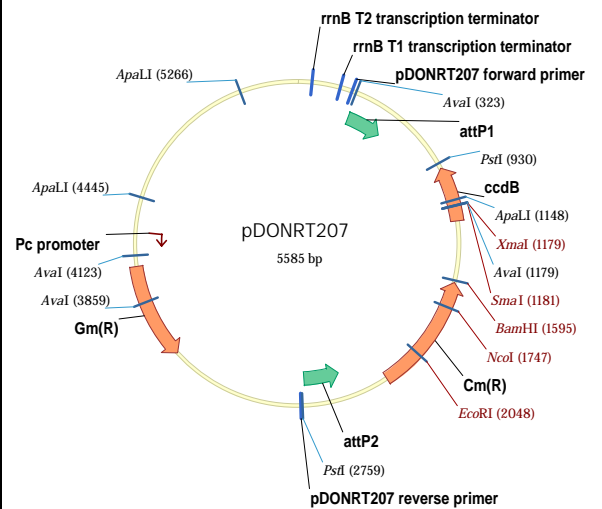 rrnB T2 transcription terminator
rrnB T1 transcription terminator
pDONRT207 forward primer
ApaLI (5266)
AvaI (323)
attP1
PstI (930)
ccdB
ApaLI (4445)
ApaLI (1148)
pDONRT207
5585 bp
XmaI (1179)
Pc promoter
AvaI (4123)
AvaI (1179)
AvaI (3859)
SmaI (1181)
Gm(R)
BamHI (1595)
NcoI (1747)
Cm(R)
EcoRI (2048)
attP2
PstI (2759)
pDONRT207 reverse primer